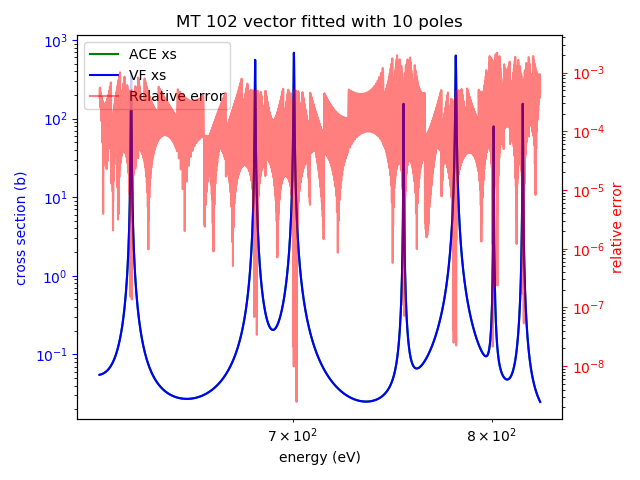 MT 102 vector fitted with 10 poles
ACE xs
VF xs
Relative error
10³
10²
10¹
10⁰
10⁻¹
cross section (b)
10⁻³
10⁻⁴
10⁻⁵
10⁻⁶
10⁻⁷
10⁻⁸
relative error
7 × 10²
8 × 10²
energy (eV)